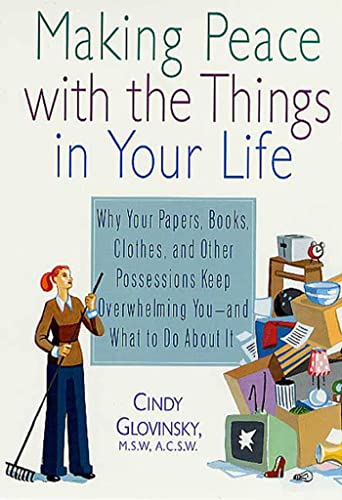 Making Peace
with the Things
in Your Life
Why Your Papers, Books,
Clothes, and Other
Possessions Keep
Overwhelming You—and
What to Do About It
CINDY
GLOVINSKY,
M.S.W., A.C.S.W.